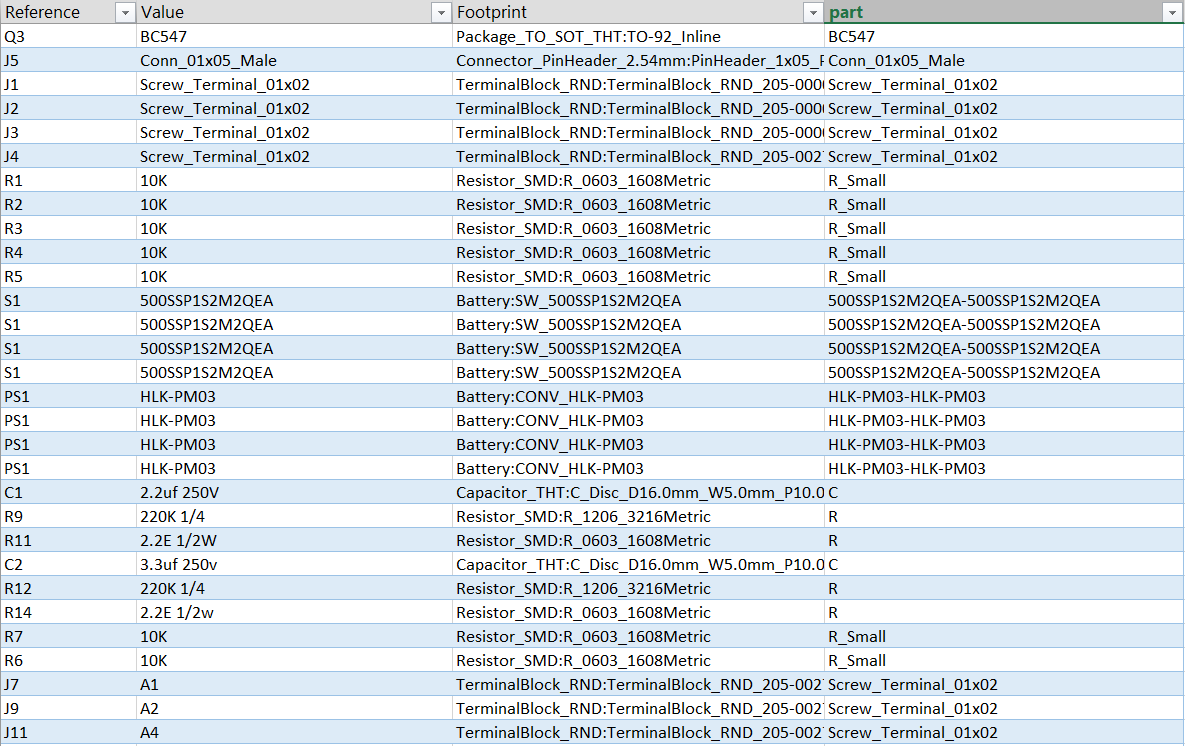 Reference Value Footprint part
Q3 BC547 Package_TO_SOT_THT:TO-92_Inline BC547
J5 Conn_01x05_Male Connector_PinHeader_2.54mm:PinHeader_1x05_P Conn_01x05_Male
J1 Screw_Terminal_01x02 TerminalBlock_RND:TerminalBlock_RND_205-000 Screw_Terminal_01x02
J2 Screw_Terminal_01x02 TerminalBlock_RND:TerminalBlock_RND_205-000 Screw_Terminal_01x02
J3 Screw_Terminal_01x02 TerminalBlock_RND:TerminalBlock_RND_205-000 Screw_Terminal_01x02
J4 Screw_Terminal_01x02 TerminalBlock_RND:TerminalBlock_RND_205-002 Screw_Terminal_01x02
R1 10K Resistor_SMD:R_0603_1608Metric R_Small
R2 10K Resistor_SMD:R_0603_1608Metric R_Small
R3 10K Resistor_SMD:R_0603_1608Metric R_Small
R4 10K Resistor_SMD:R_0603_1608Metric R_Small
R5 10K Resistor_SMD:R_0603_1608Metric R_Small
S1 500SSP1S2M2QEA Battery:SW_500SSP1S2M2QEA 500SSP1S2M2QEA-500SSP1S2M2QEA
S1 500SSP1S2M2QEA Battery:SW_500SSP1S2M2QEA 500SSP1S2M2QEA-500SSP1S2M2QEA
S1 500SSP1S2M2QEA Battery:SW_500SSP1S2M2QEA 500SSP1S2M2QEA-500SSP1S2M2QEA
S1 500SSP1S2M2QEA Battery:SW_500SSP1S2M2QEA 500SSP1S2M2QEA-500SSP1S2M2QEA
PS1 HLK-PM03 Battery:CONV_HLK-PM03 HLK-PM03-HLK-PM03
PS1 HLK-PM03 Battery:CONV_HLK-PM03 HLK-PM03-HLK-PM03
PS1 HLK-PM03 Battery:CONV_HLK-PM03 HLK-PM03-HLK-PM03
PS1 HLK-PM03 Battery:CONV_HLK-PM03 HLK-PM03-HLK-PM03
C1 2.2uf 250V Capacitor_THT:C_Disc_D16.0mm_W5.0mm_P10.0 C
R9 220K 1/4 Resistor_SMD:R_1206_3216Metric R
R11 2.2E 1/2W Resistor_SMD:R_0603_1608Metric R
C2 3.3uf 250v Capacitor_THT:C_Disc_D16.0mm_W5.0mm_P10.0 C
R12 220K 1/4 Resistor_SMD:R_1206_3216Metric R
R14 2.2E 1/2w Resistor_SMD:R_0603_1608Metric R
R7 10K Resistor_SMD:R_0603_1608Metric R_Small
R6 10K Resistor_SMD:R_0603_1608Metric R_Small
J7 A1 TerminalBlock_RND:TerminalBlock_RND_205-002 Screw_Terminal_01x02
J9 A2 TerminalBlock_RND:TerminalBlock_RND_205-002 Screw_Terminal_01x02
J11 A4 TerminalBlock_RND:TerminalBlock_RND_205-002 Screw_Terminal_01x02